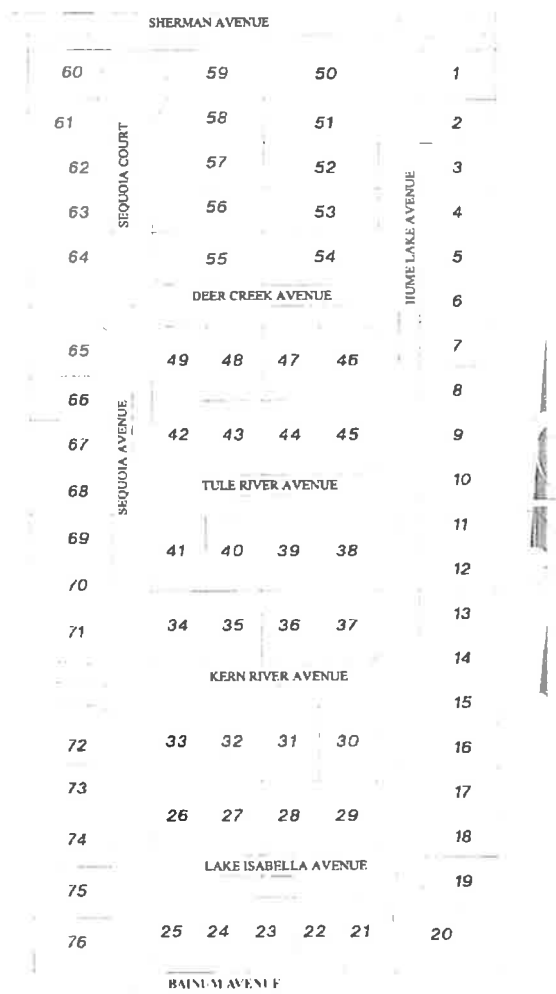 SHERMAN AVENUE
60 59 50 1
61 58 51 2
SEQUOIA COURT
62 57 52 3
HUME LAKE AVENUE
63 56 53 4
64 55 54 5
DEER CREEK AVENUE
6
65 49 48 47 46 7
66 8
SEQUOIA AVENUE
67 42 43 44 45 9
68 TULE RIVER AVENUE 10
69 11
41 40 39 38
70 12
71 34 35 36 37 13
14
KERN RIVER AVENUE
15
72 33 32 31 30 16
73 17
26 27 28 29
74 18
LAKE ISABELLA AVENUE
75 19
76 25 24 23 22 21 20
BAINUM AVENUE